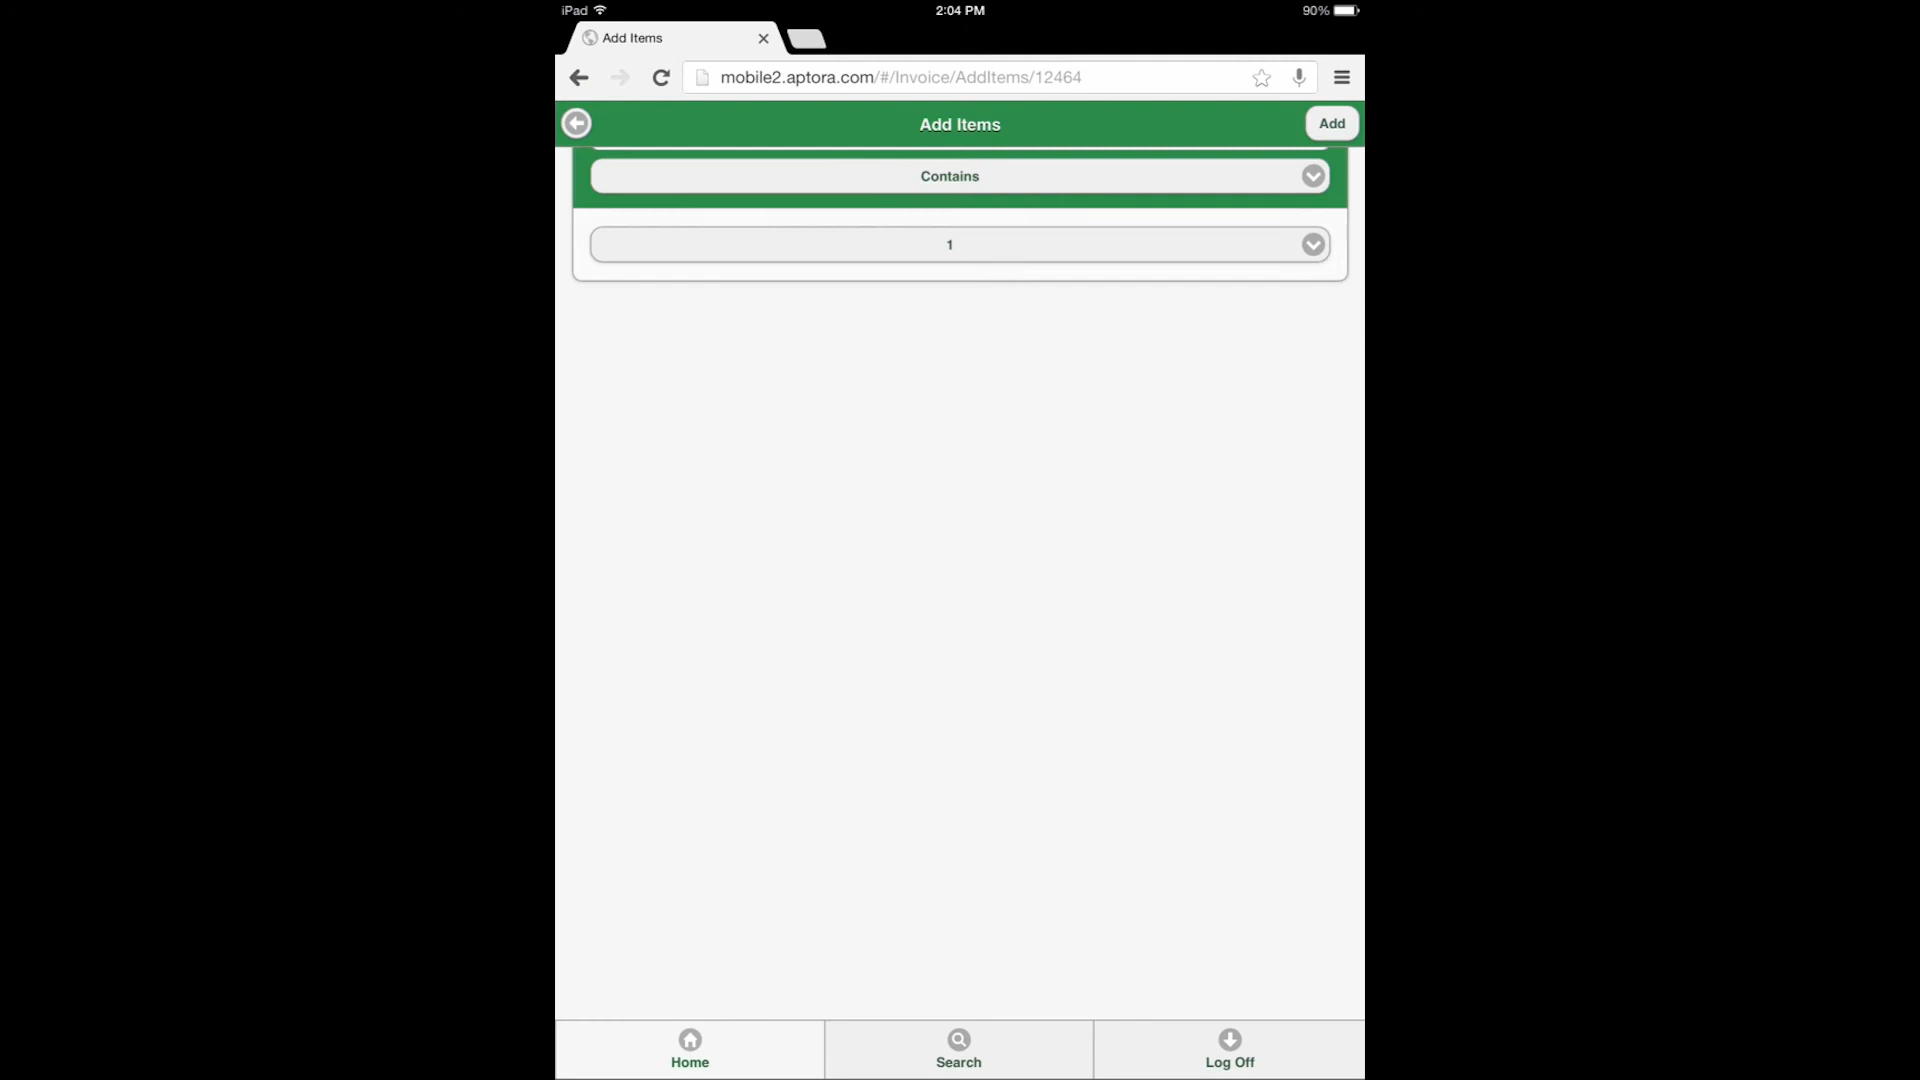 iPad
2:04 PM
90%
Add Items
mobile2.aptora.com/#/Invoice/AddItems/12464
Add Items
Add
Contains
1
Home
Search
Log Off